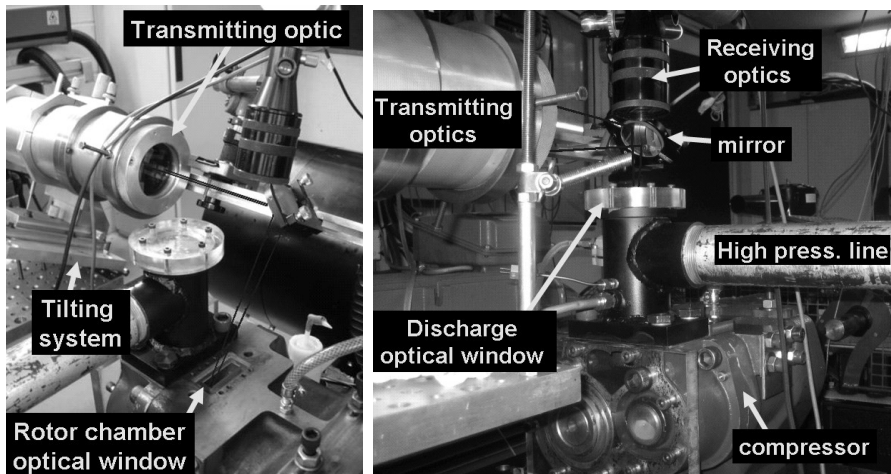 Transmitting optic
Tilting
system
Rotor chamber
optical window
Receiving
optics
Transmitting
optics
mirror
High press. line
Discharge
optical window
compressor